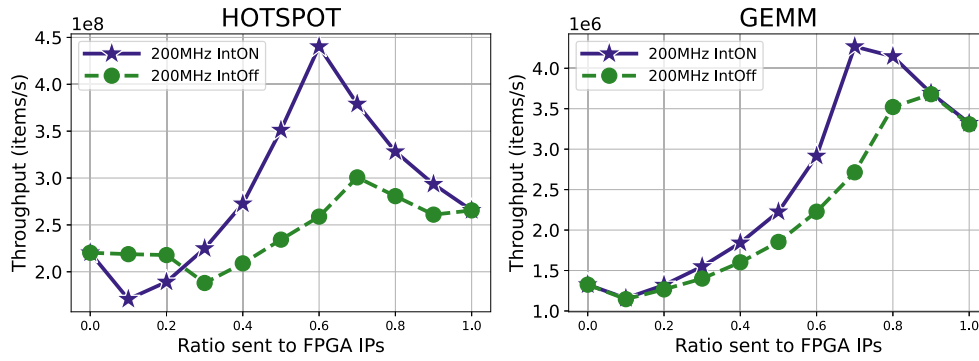 HOTSPOT
1e8
4.5
4.0
3.5
3.0
2.5
2.0
Throughput (items/s)
200MHz IntON
200MHz IntOff
0.0 0.2 0.4 0.6 0.8 1.0
Ratio sent to FPGA IPs
GEMM
1e6
4.0
3.5
3.0
2.5
2.0
1.5
1.0
Throughput (items/s)
200MHz IntON
200MHz IntOff
0.0 0.2 0.4 0.6 0.8 1.0
Ratio sent to FPGA IPs